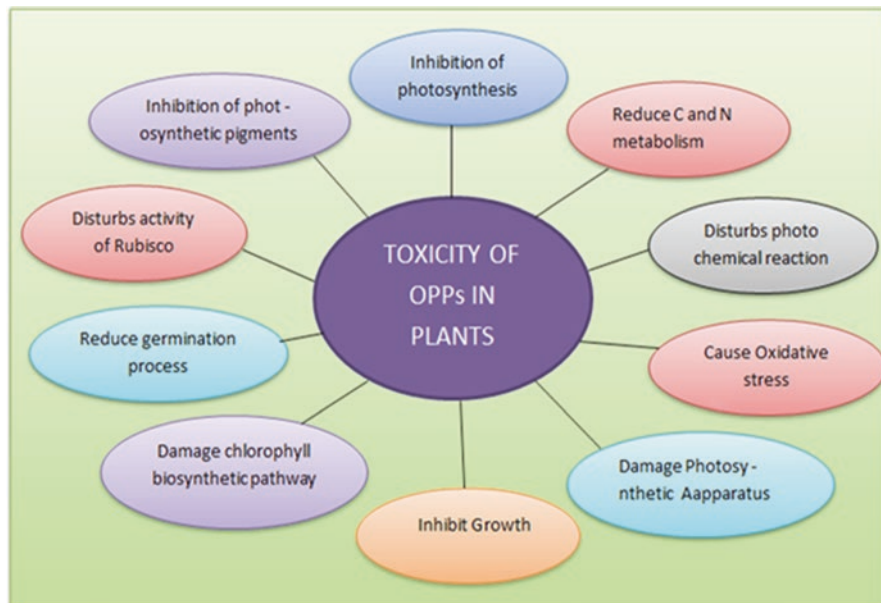 Inhibition of
photosynthesis
Inhibition of phot -
osynthetic pigments
Reduce C and N
metabolism
Disturbs activity
of Rubisco
TOXICITY OF
OPPs IN
PLANTS
Disturbs photo
chemical reaction
Reduce germination
process
Cause Oxidative
stress
Damage chlorophyll
biosynthetic pathway
Damage Photosy -
nthetic Aapparatus
Inhibit Growth